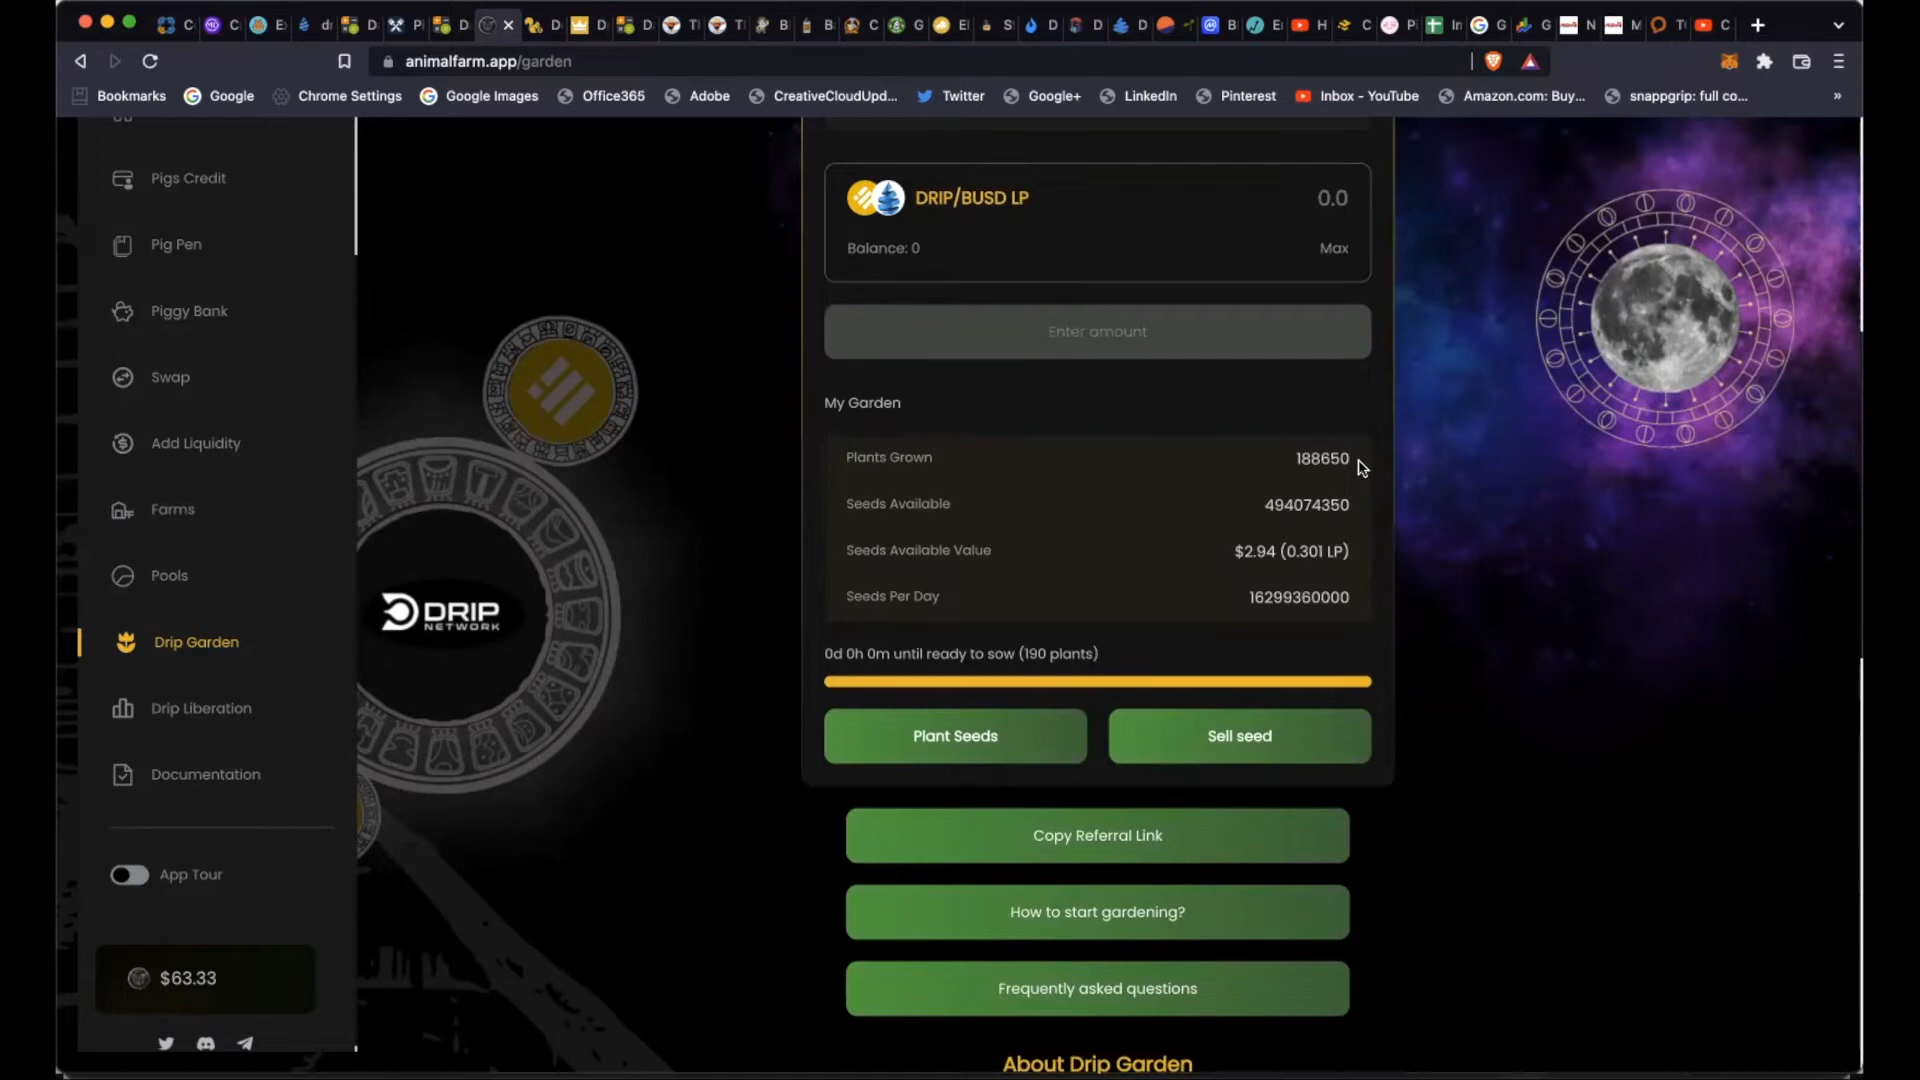 animalfarm.app/garden
Bookmarks Google Chrome Settings Google Images Office365 Adobe CreativeCloudUpd... Twitter Google+ LinkedIn Pinterest Inbox - YouTube Amazon.com: Buy,... snappgrip: full co... »
Pigs Credit
Pig Pen
Piggy Bank
Swap
Add Liquidity
Farms
Pools
Drip Garden
Drip Liberation
Documentation
App Tour
$63.33
DRIP
NETWORK
DRIP/BUSD LP 0.0
Balance: 0 Max
Enter amount
My Garden
Plants Grown 188650
Seeds Available 494074350
Seeds Available Value $2.94 (0.301 LP)
Seeds Per Day 16299360000
0d 0h 0m until ready to sow (190 plants)
Plant Seeds Sell seed
Copy Referral Link
How to start gardening?
Frequently asked questions
About Drip Garden